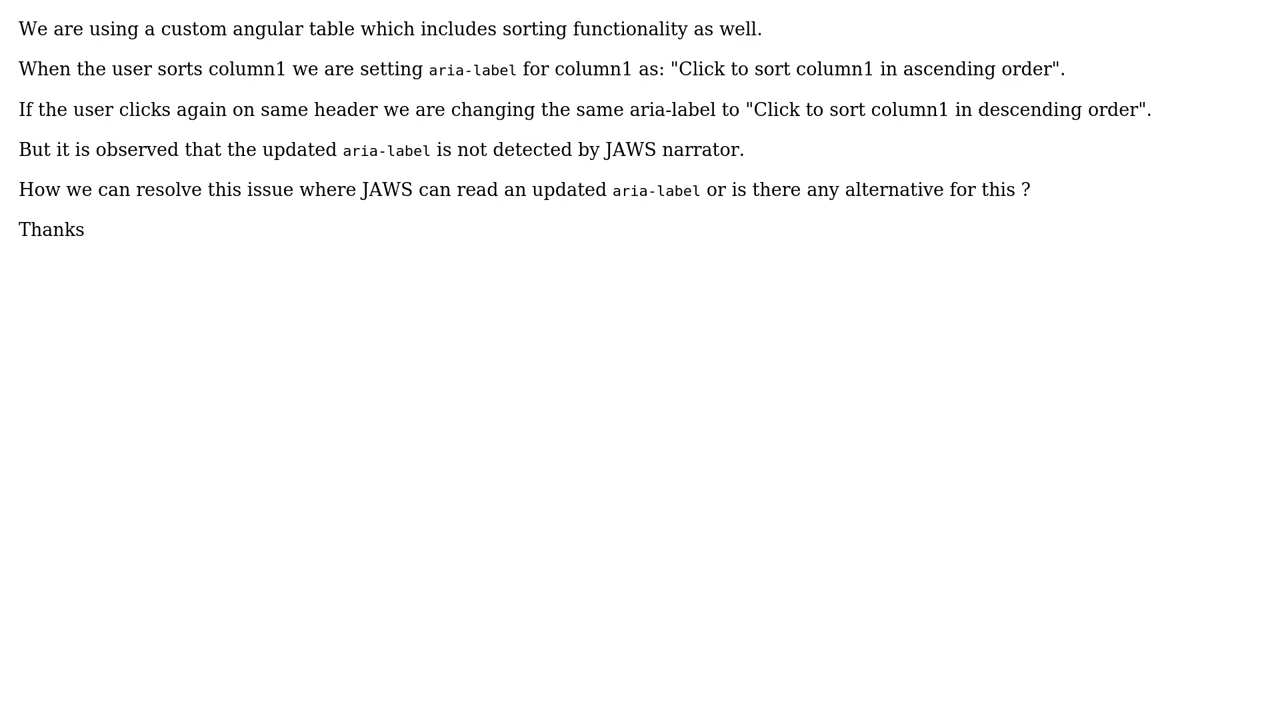 We are using a custom angular table which includes sorting functionality as well.
When the user sorts column1 we are setting aria-label for column1 as: "Click to sort column1 in ascending order".
If the user clicks again on same header we are changing the same aria-label to "Click to sort column1 in descending order".
But it is observed that the updated aria-label is not detected by JAWS narrator.
How we can resolve this issue where JAWS can read an updated aria-label or is there any alternative for this ?
Thanks